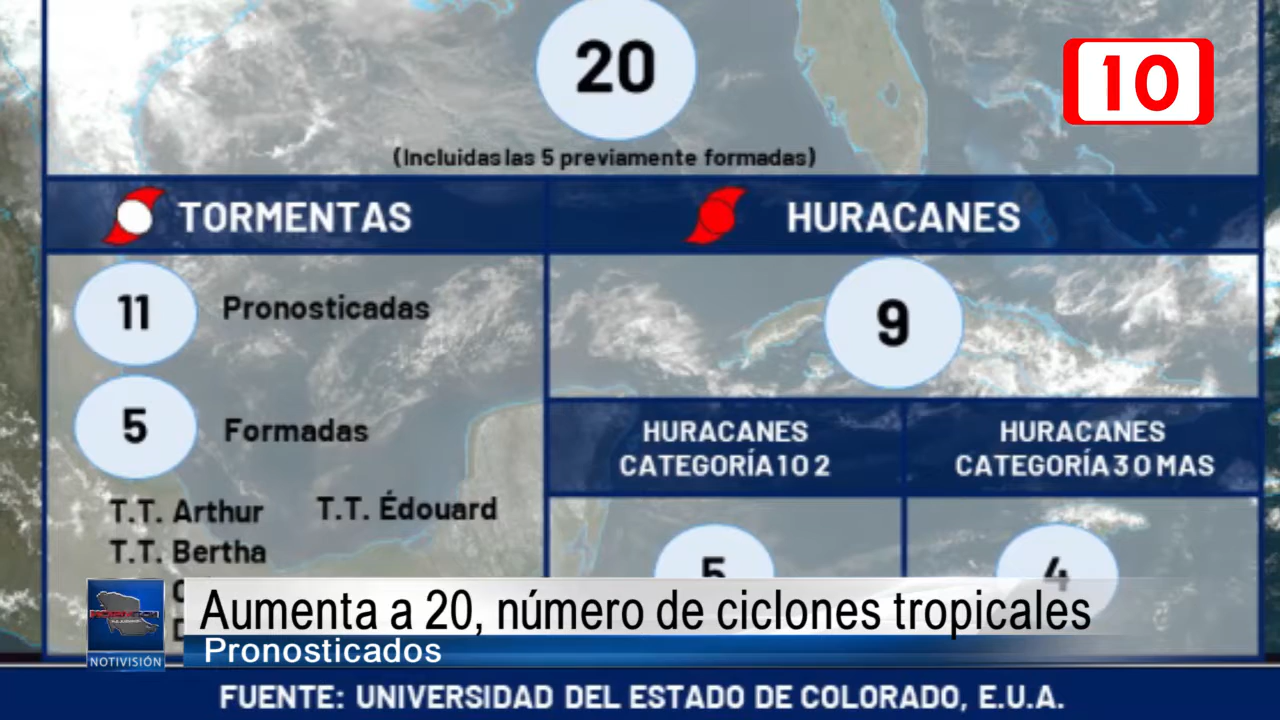 20
10
(Incluidas las 5 previamente formadas)
TORMENTAS
HURACANES
11
Pronosticadas
9
5
Formadas
HURACANES
CATEGORÍA 1 O 2
HURACANES
CATEGORÍA 3 O MAS
T.T. Arthur
T.T. Édouard
T.T. Bertha
5
4
Aumenta a 20, número de ciclones tropicales
Pronosticados
NOTIVISIÓN
FUENTE: UNIVERSIDAD DEL ESTADO DE COLORADO, E.U.A.